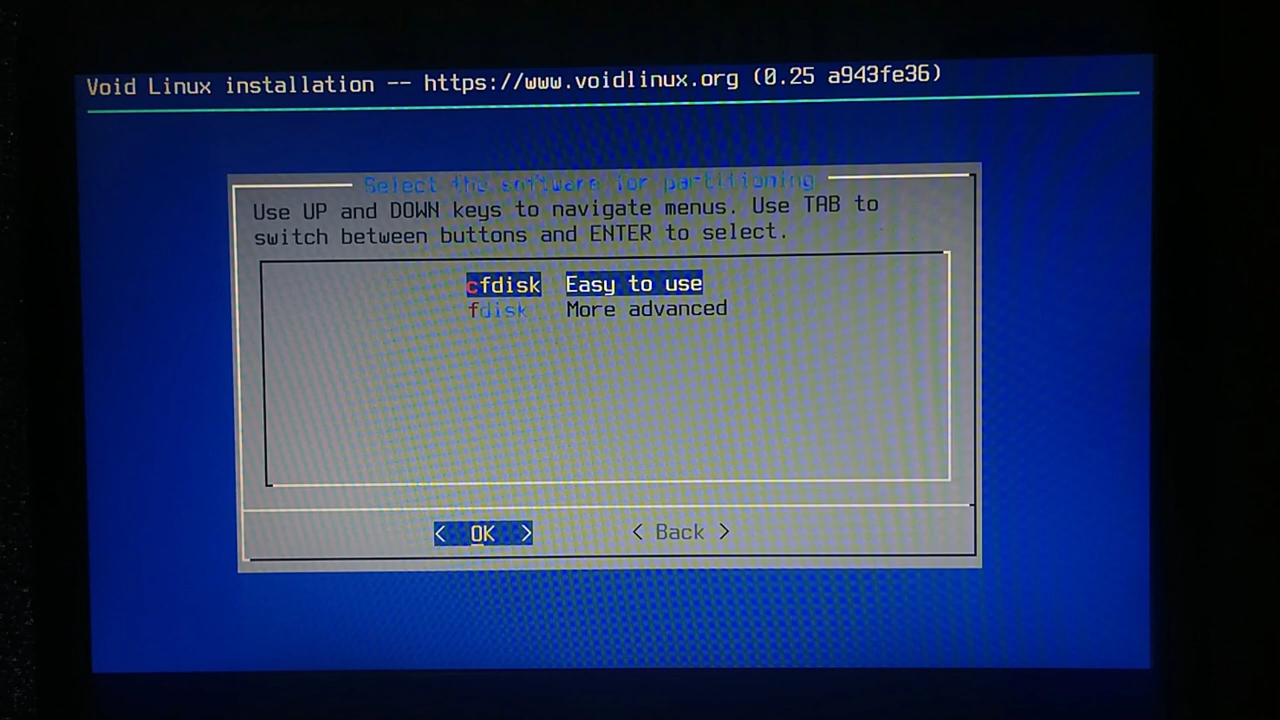 Void Linux installation -- https://www.voidlinux.org (0.25 a943fe36)
Select the software for partitioning
Use UP and DOWN keys to navigate menus. Use TAB to
switch between buttons and ENTER to select.
cfdisk Easy to use
fdisk More advanced
< OK > < Back >